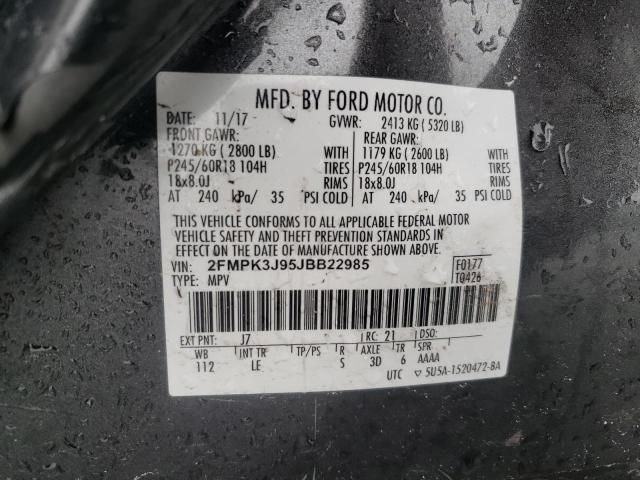 MFD. BY FORD MOTOR CO.
DATE: 11/17 GVWR: 2413 KG ( 5320 LB)
FRONT GAWR: REAR GAWR:
1270 KG ( 2800 LB) WITH 1179 KG ( 2600 LB) WITH
P245/60R18 104H TIRES P245/60R18 104H TIRES
18x8.0J RIMS 18x8.0J RIMS
AT 240 kPa/ 35 PSI COLD AT 240 kPa/ 35 PSI COLD
THIS VEHICLE CONFORMS TO ALL APPLICABLE FEDERAL MOTOR
VEHICLE SAFETY AND THEFT PREVENTION STANDARDS IN
EFFECT ON THE DATE OF MANUFACTURE SHOWN ABOVE.
VIN: 2FMPK3J95JBB22985 F0177
TYPE: MPV T0426
EXT PNT: J7 RC: 21 DSO:
WB INT TR TP/PS R AXLE TR SPR
112 LE S 3D 6 AAAA
UTC ▽ 5U5A-1520472-BA